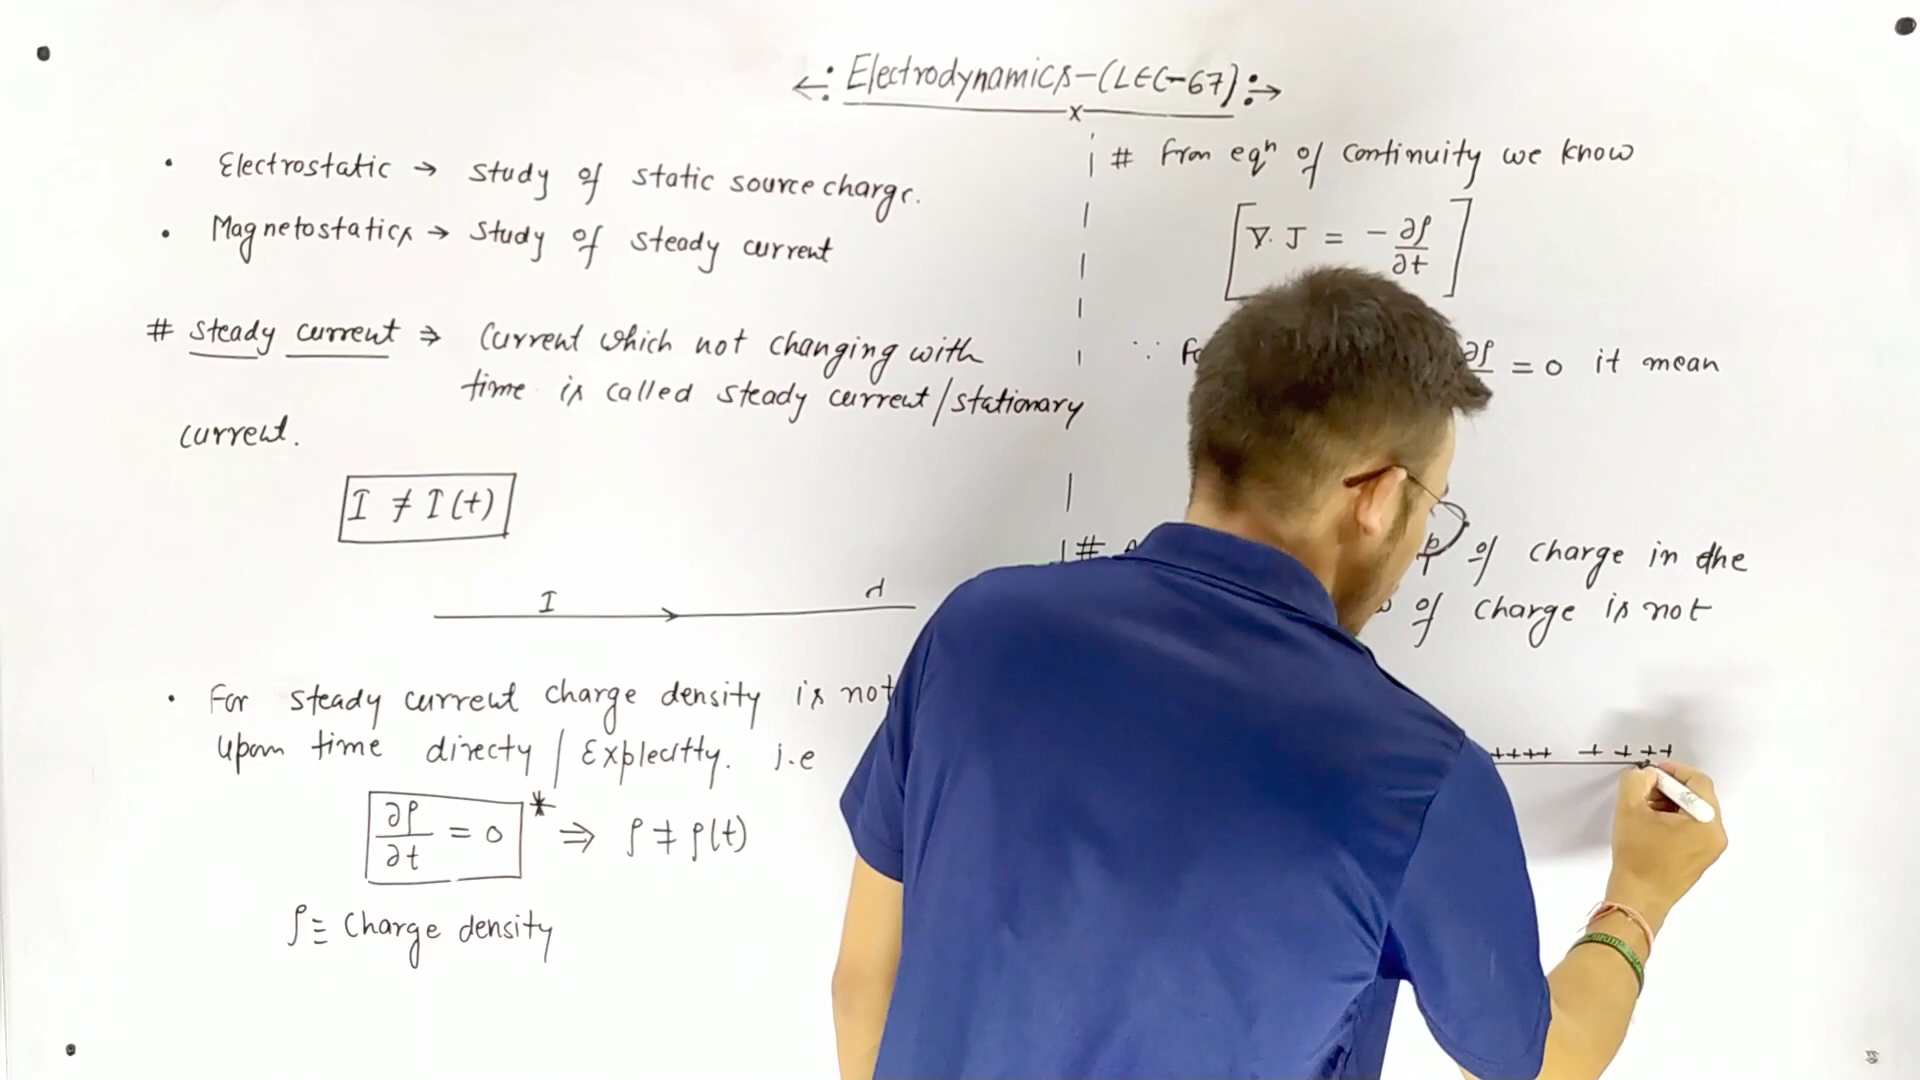 ←: Electrodynamics-(LEC-67) :→
x
• Electrostatic → study of static source charge.
• Magnetostatics → study of steady current
# steady current ⇒ Current which not changing with
time is called steady current/stationary
current.
I ≠ I(t)
I
• For steady current charge density is not
upon time directy / Explecitty. i.e
∂ρ/∂t = 0 * ⇒ ρ ≠ ρ(t)
ρ ≡ Charge density
# From eqⁿ of continuity we know
[∇. J = - ∂ρ/∂t]
∵ ∂ρ = 0 it mean
#
of charge in the
of charge is not
++++ + + ++